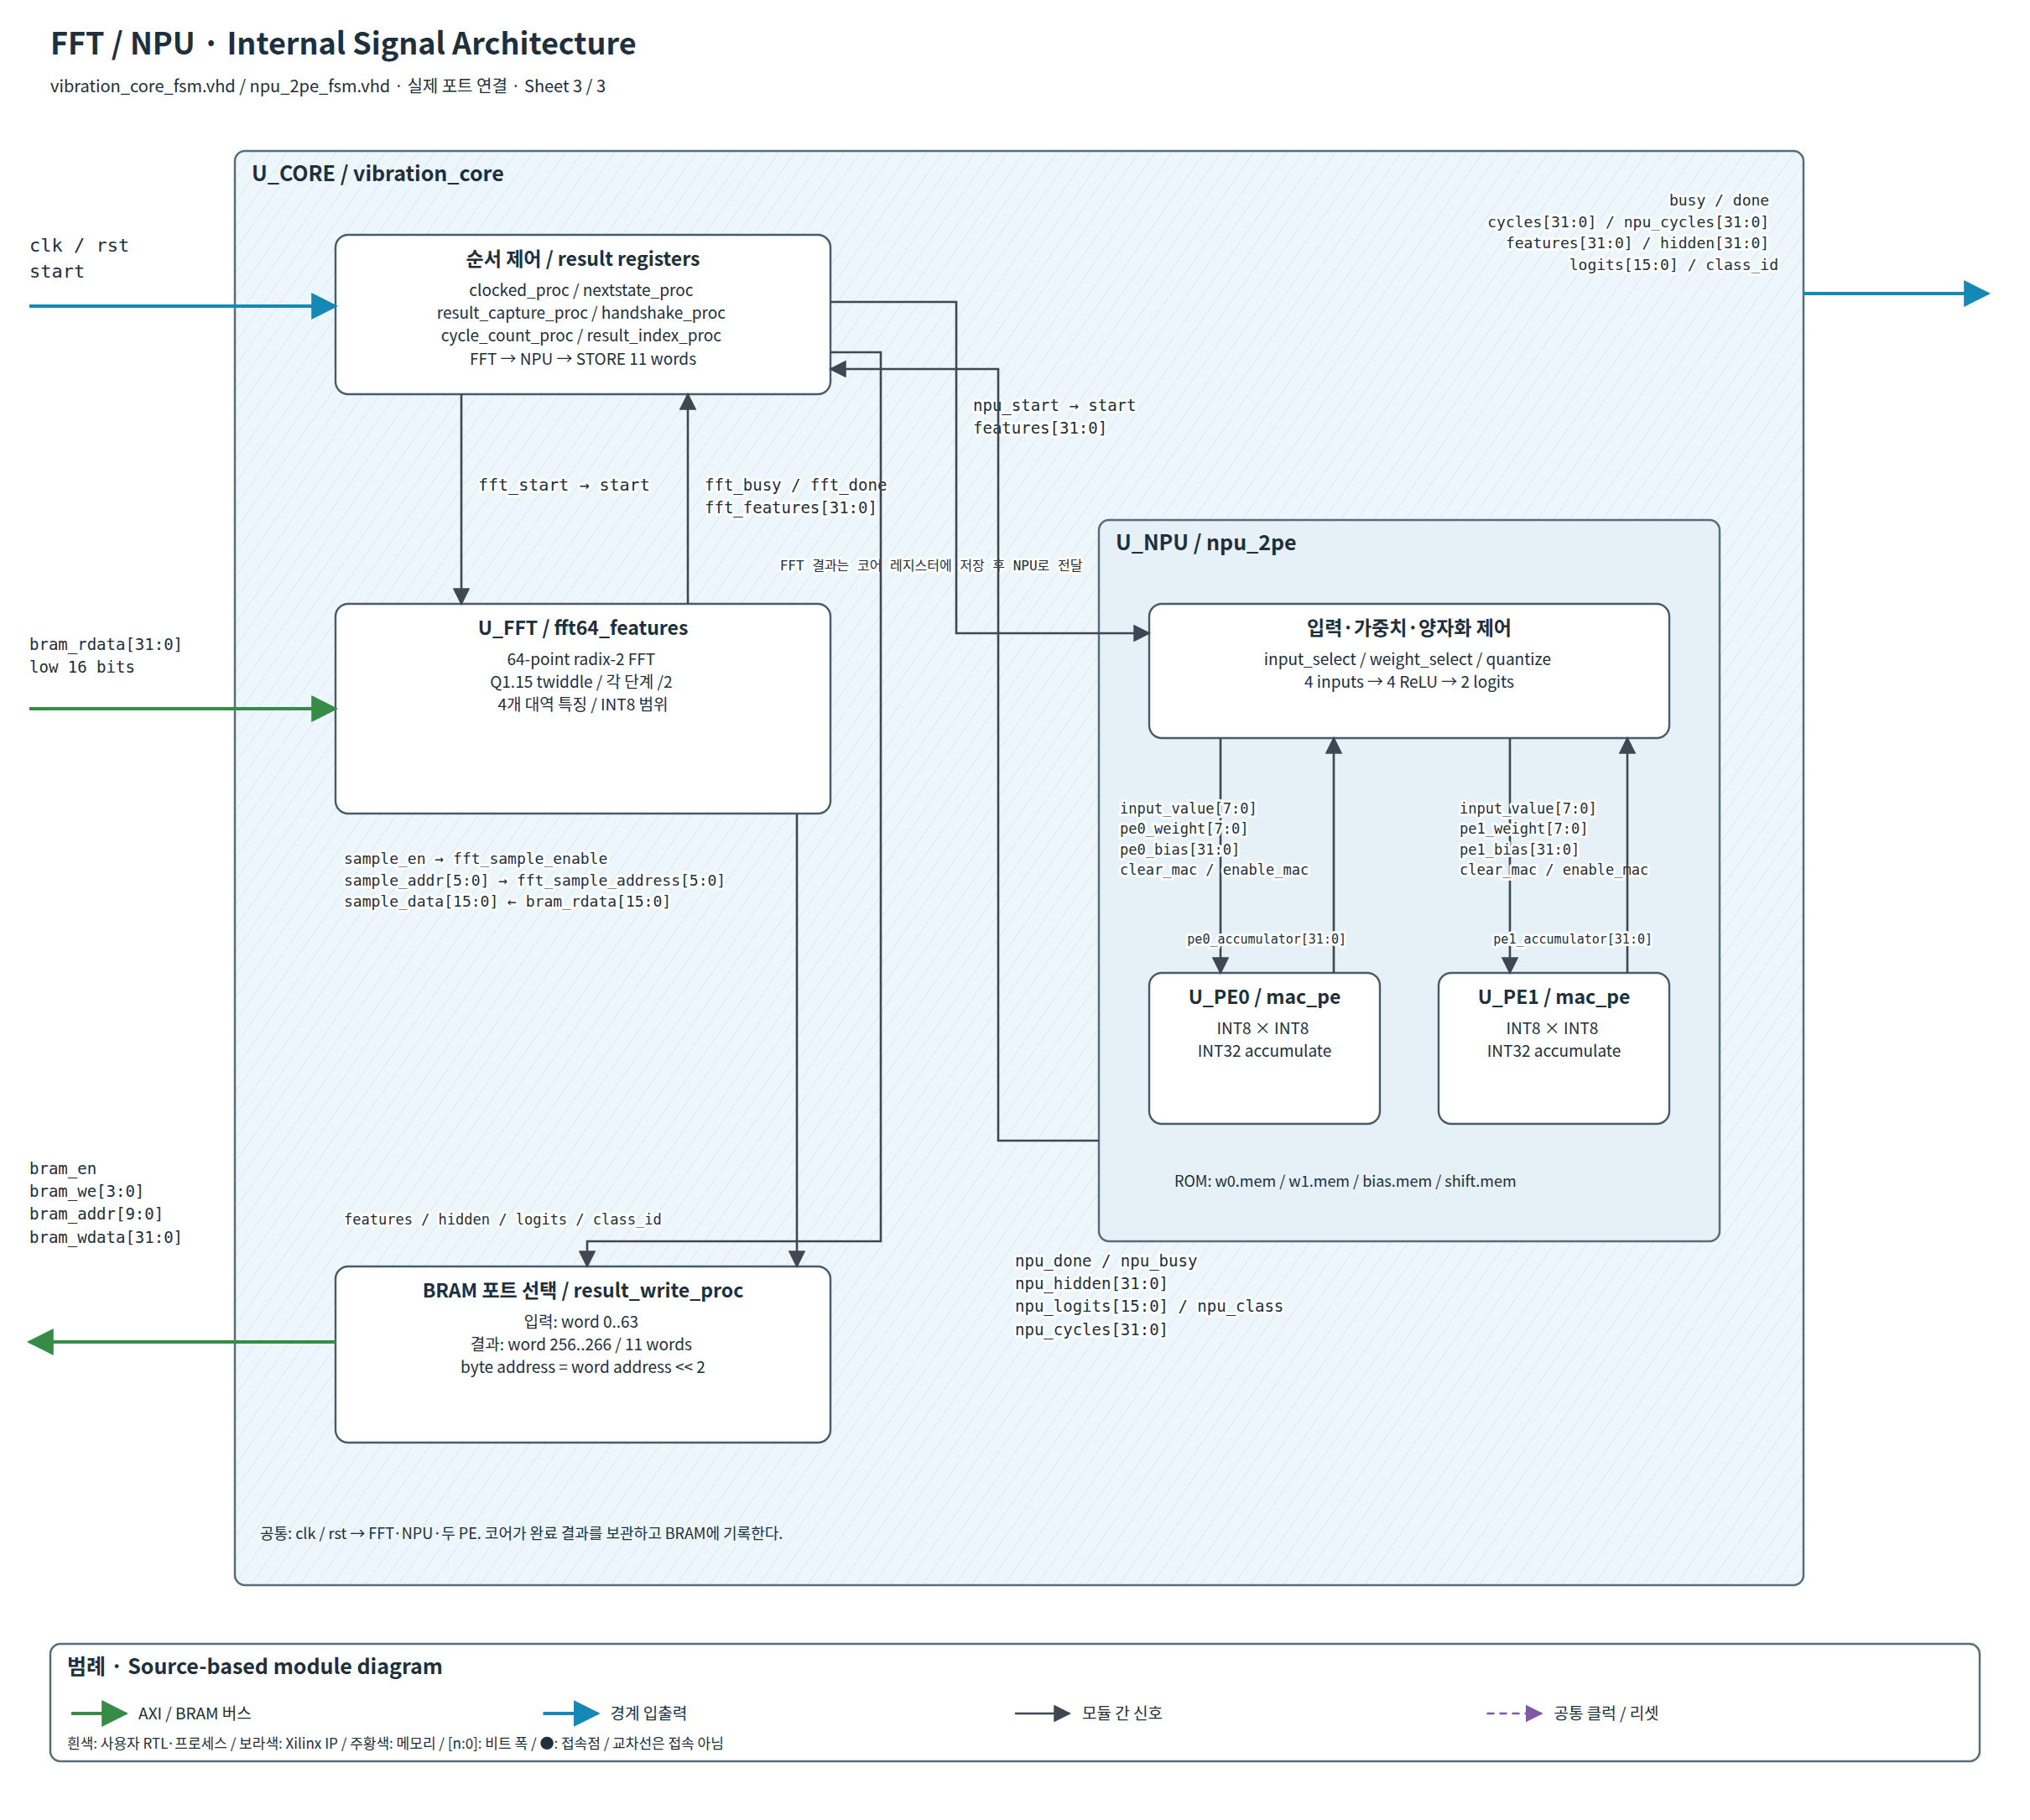 FFT / NPU · Internal Signal Architecture
vibration_core_fsm.vhd / npu_2pe_fsm.vhd · 실제 포트 연결 · Sheet 3 / 3
U_CORE / vibration_core
busy / done
cycles[31:0] / npu_cycles[31:0]
features[31:0] / hidden[31:0]
logits[15:0] / class_id
clk / rst
start
순서 제어 / result registers
clocked_proc / nextstate_proc
result_capture_proc / handshake_proc
cycle_count_proc / result_index_proc
FFT → NPU → STORE 11 words
npu_start → start
features[31:0]
fft_start → start
fft_busy / fft_done
fft_features[31:0]
FFT 결과는 코어 레지스터에 저장 후 NPU로 전달
U_NPU / npu_2pe
bram_rdata[31:0]
low 16 bits
U_FFT / fft64_features
64-point radix-2 FFT
Q1.15 twiddle / 각 단계 /2
4개 대역 특징 / INT8 범위
입력·가중치·양자화 제어
input_select / weight_select / quantize
4 inputs → 4 ReLU → 2 logits
input_value[7:0]
pe0_weight[7:0]
pe0_bias[31:0]
clear_mac / enable_mac
input_value[7:0]
pe1_weight[7:0]
pe1_bias[31:0]
clear_mac / enable_mac
sample_en → fft_sample_enable
sample_addr[5:0] → fft_sample_address[5:0]
sample_data[15:0] ← bram_rdata[15:0]
pe0_accumulator[31:0]
pe1_accumulator[31:0]
U_PE0 / mac_pe
INT8 × INT8
INT32 accumulate
U_PE1 / mac_pe
INT8 × INT8
INT32 accumulate
ROM: w0.mem / w1.mem / bias.mem / shift.mem
bram_en
bram_we[3:0]
bram_addr[9:0]
bram_wdata[31:0]
features / hidden / logits / class_id
npu_done / npu_busy
npu_hidden[31:0]
npu_logits[15:0] / npu_class
npu_cycles[31:0]
BRAM 포트 선택 / result_write_proc
입력: word 0..63
결과: word 256..266 / 11 words
byte address = word address << 2
공통: clk / rst → FFT·NPU·두 PE. 코어가 완료 결과를 보관하고 BRAM에 기록한다.
범례 · Source-based module diagram
AXI / BRAM 버스
경계 입출력
모듈 간 신호
공통 클럭 / 리셋
흰색: 사용자 RTL·프로세스 / 보라색: Xilinx IP / 주황색: 메모리 / [n:0]: 비트 폭 / ●: 접속점 / 교차선은 접속 아님